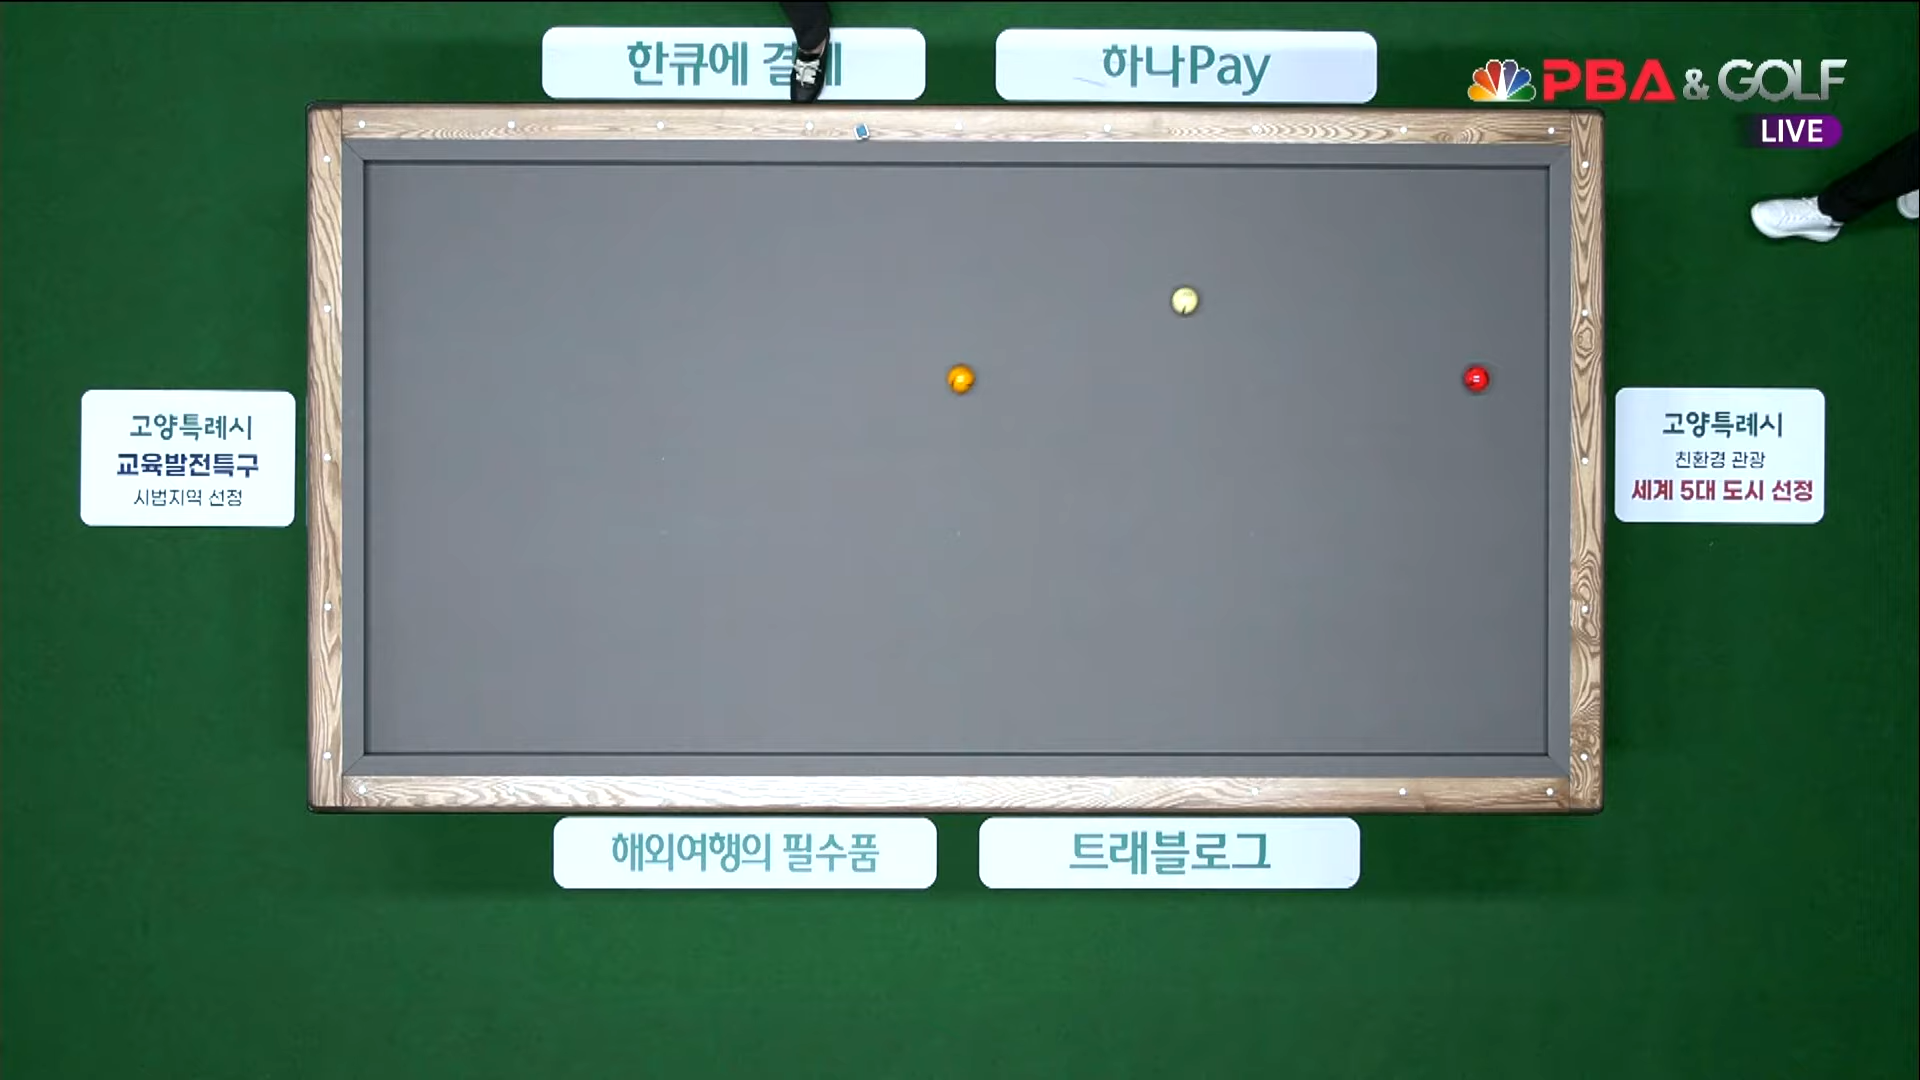 한큐에
하나Pay
PBA & GOLF
LIVE
고양특례시
교육발전특구
시범지역 선정
고양특례시
친환경 관광
세계 5대 도시 선정
해외여행의 필수품
트래블로그